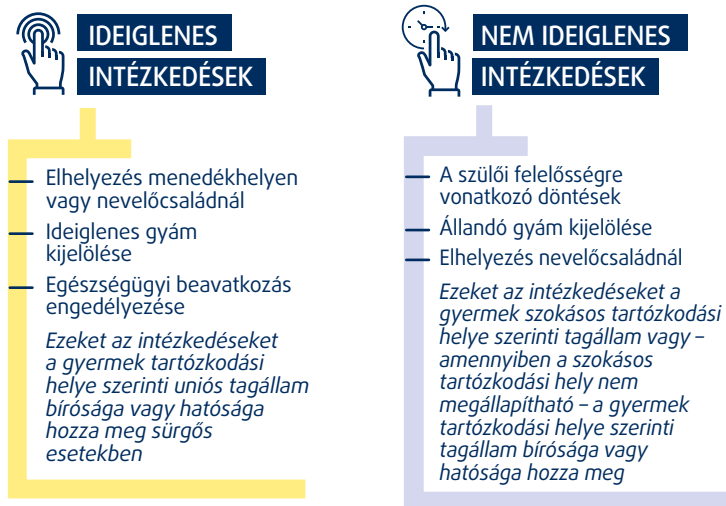 IDEIGLENES
INTÉZKEDÉSEK
Elhelyezés menedékhelyen
vagy nevelőcsaládnál
Ideiglenes gyám
kijelölése
Egészségügyi beavatkozás
engedélyezése
Ezeket az intézkedéseket
a gyermek tartózkodási
helye szerinti uniós tagállam
bírósága vagy hatósága
hozza meg sürgős
esetekben
NEM IDEIGLENES
INTÉZKEDÉSEK
A szülői felelősségre
vonatkozó döntések
Állandó gyám kijelölése
Elhelyezés nevelőcsaládnál
Ezeket az intézkedéseket a
gyermek szokásos tartózkodási
helye szerinti tagállam vagy –
amennyiben a szokásos
tartózkodási hely nem
megállapítható – a gyermek
tartózkodási helye szerinti
tagállam bírósága vagy
hatósága hozza meg